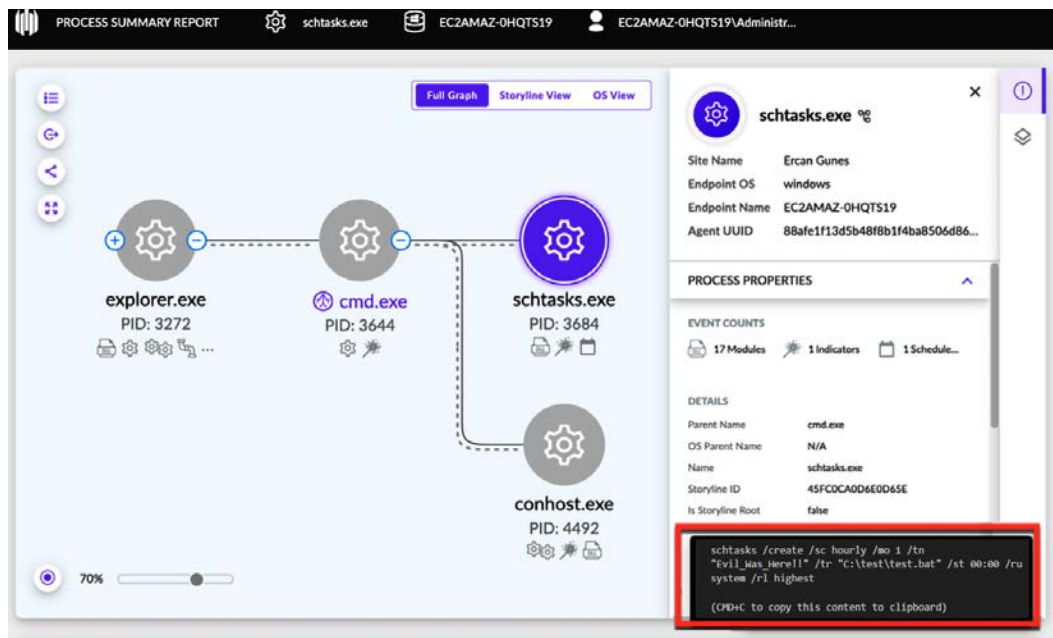 PROCESS SUMMARY REPORT
schtasks.exe
EC2AMAZ-0HQTS19
EC2AMAZ-0HQTS19\Administr...
Full Graph
Storyline View
OS View
explorer.exe
PID: 3272
...
cmd.exe
PID: 3644
schtasks.exe
PID: 3684
conhost.exe
PID: 4492
70%
schtasks.exe
Site Name Ercan Gunes
Endpoint OS windows
Endpoint Name EC2AMAZ-0HQTS19
Agent UUID 88afe1f13d5b48f8b1f4ba8506d86...
PROCESS PROPERTIES
EVENT COUNTS
17 Modules 1 Indicators 1 Schedule...
DETAILS
Parent Name cmd.exe
OS Parent Name N/A
Name schtasks.exe
Storyline ID 45FC0CA0D6E0D65E
Is Storyline Root false
schtasks /create /sc hourly /mo 1 /tn
"Evil_Was_Here!!" /tr "C:\test\test.bat" /st 00:00 /ru
system /rl highest
(CMD+C to copy this content to clipboard)